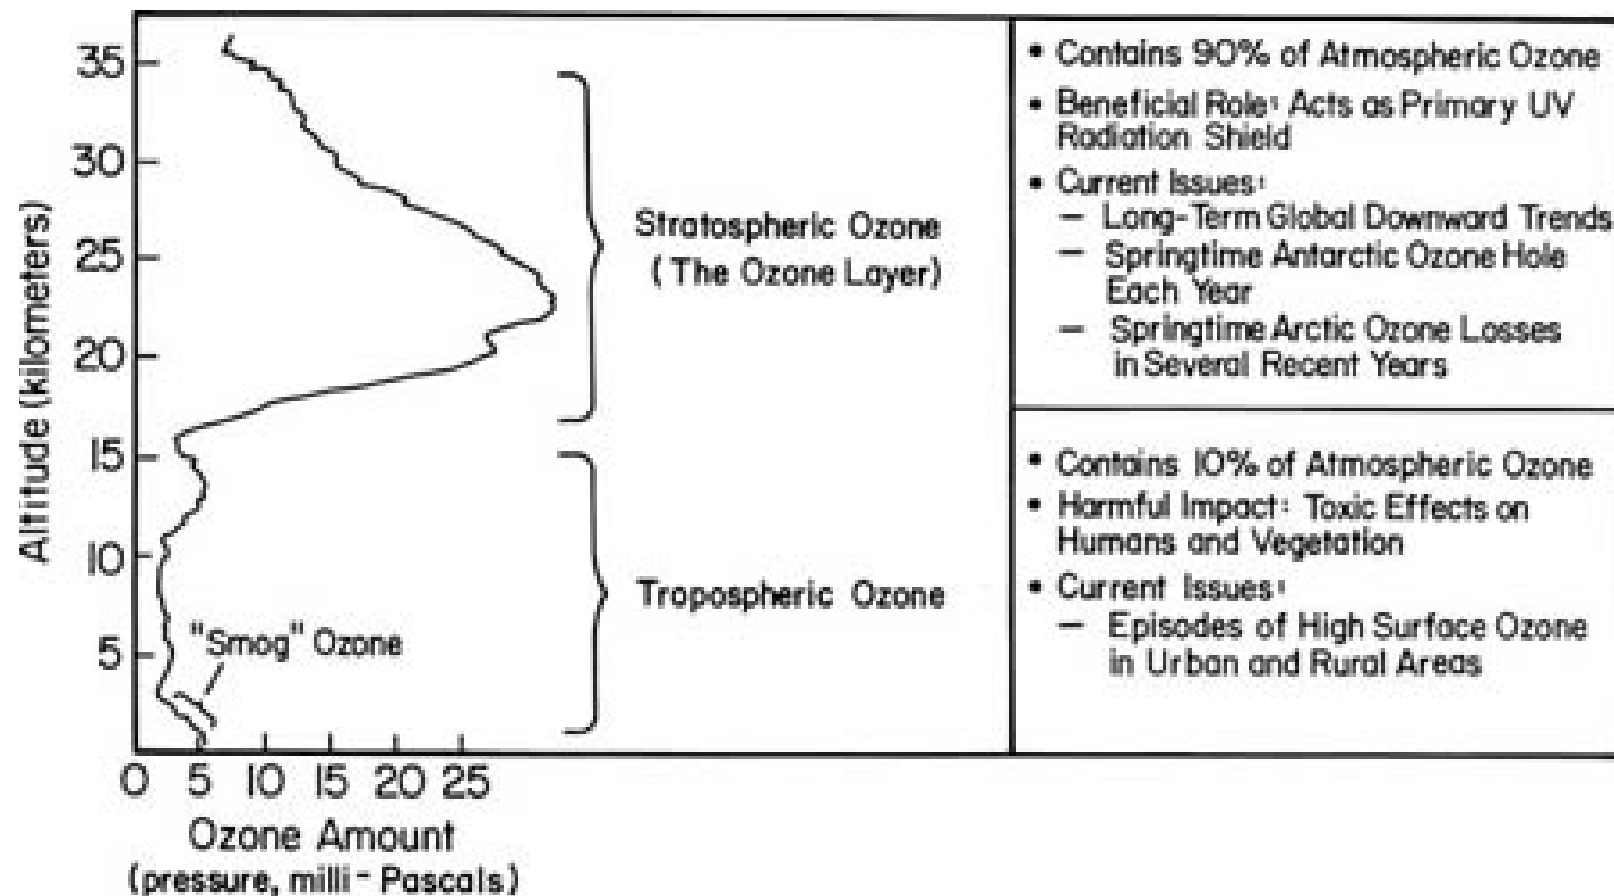 35
30
25
20
15
10
5
Altitude (kilometers)
0 5 10 15 20 25
Ozone Amount
(pressure, milli-Pascals)
"Smog" Ozone
Stratospheric Ozone
(The Ozone Layer)
Tropospheric Ozone
• Contains 90% of Atmospheric Ozone
• Beneficial Role: Acts as Primary UV
Radiation Shield
• Current Issues:
– Long-Term Global Downward Trends
– Springtime Antarctic Ozone Hole
Each Year
– Springtime Arctic Ozone Losses
in Several Recent Years
• Contains 10% of Atmospheric Ozone
• Harmful Impact: Toxic Effects on
Humans and Vegetation
• Current Issues:
– Episodes of High Surface Ozone
in Urban and Rural Areas